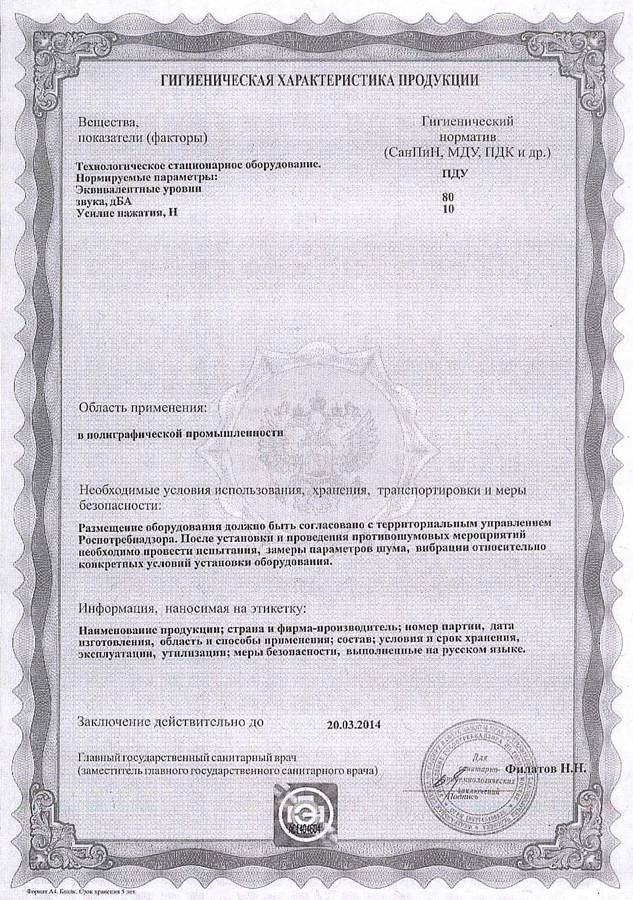 ГИГИЕНИЧЕСКАЯ ХАРАКТЕРИСТИКА ПРОДУКЦИИ
Вещества,
показатели (факторы)
Гигиенический
норматив
(СанПиН, МДУ, ПДК и др.)
Технологическое стационарное оборудование.
Нормируемые параметры:
ПДУ
Эквивалентные уровни
звука, дБА
80
Усилие нажатия, Н
10
Область применения:
в полиграфической промышленности
Необходимые условия использования, хранения, транспортировки и меры
безопасности:
Размещение оборудования должно быть согласовано с территориальным управлением
Роспотребнадзора. После установки и проведения противошумовых мероприятий
необходимо провести испытания, замеры параметров шума, вибрации относительно
конкретных условий установки оборудования.
Информация, наносимая на этикетку:
Наименование продукции; страна и фирма-производитель; номер партии, дата
изготовления, область и способы применения; состав; условия и срок хранения,
эксплуатации, утилизации; меры безопасности, выполненные на русском языке.
Заключение действительно до
20.03.2014
Главный государственный санитарный врач
(заместитель главного государственного санитарного врача)
Для
санитарно-
эпидемиологических
заключений
Подпись
Филатов Н.Н.
№1404604
Формат А4. Бланк. Срок хранения 5 лет.